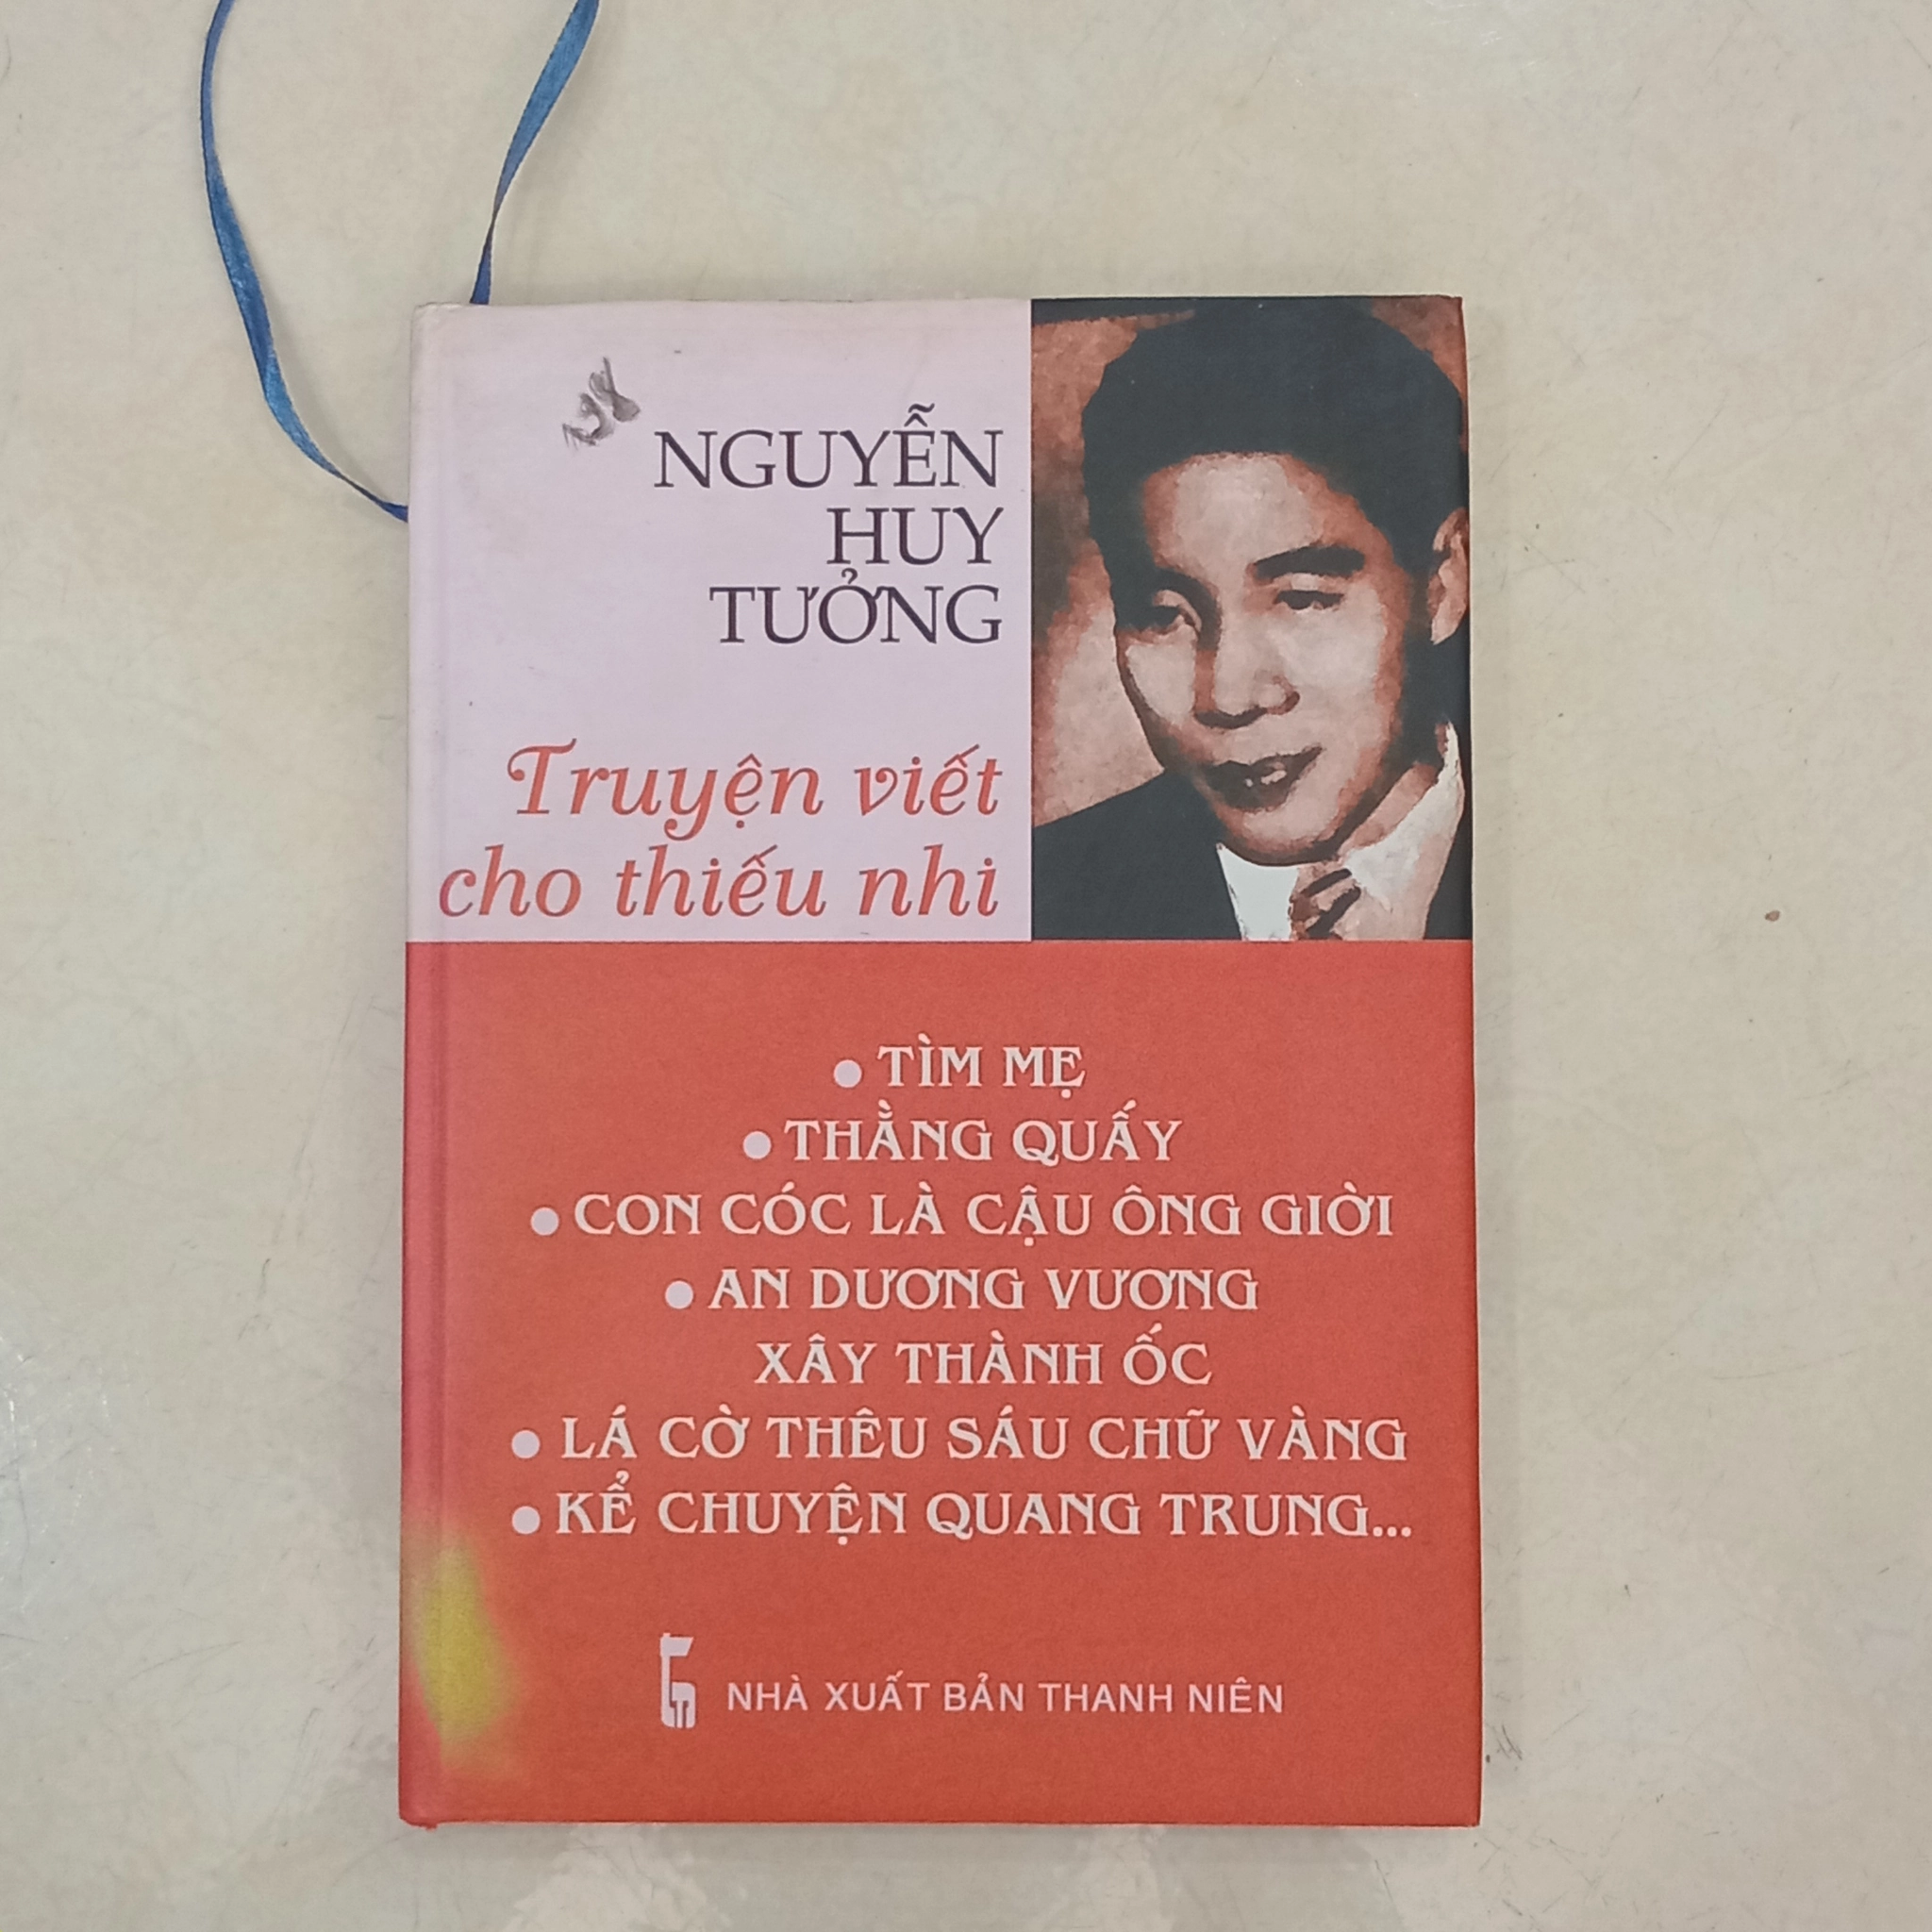 NGUYỄN
HUY
TƯỞNG
Truyện viết
cho thiếu nhi
● TÌM MẸ
● THẰNG QUẤY
● CON CÓC LÀ CẬU ÔNG GIỜI
● AN DƯƠNG VƯƠNG
XÂY THÀNH ỐC
● LÁ CỜ THÊU SÁU CHỮ VÀNG
● KỂ CHUYỆN QUANG TRUNG...
NHÀ XUẤT BẢN THANH NIÊN